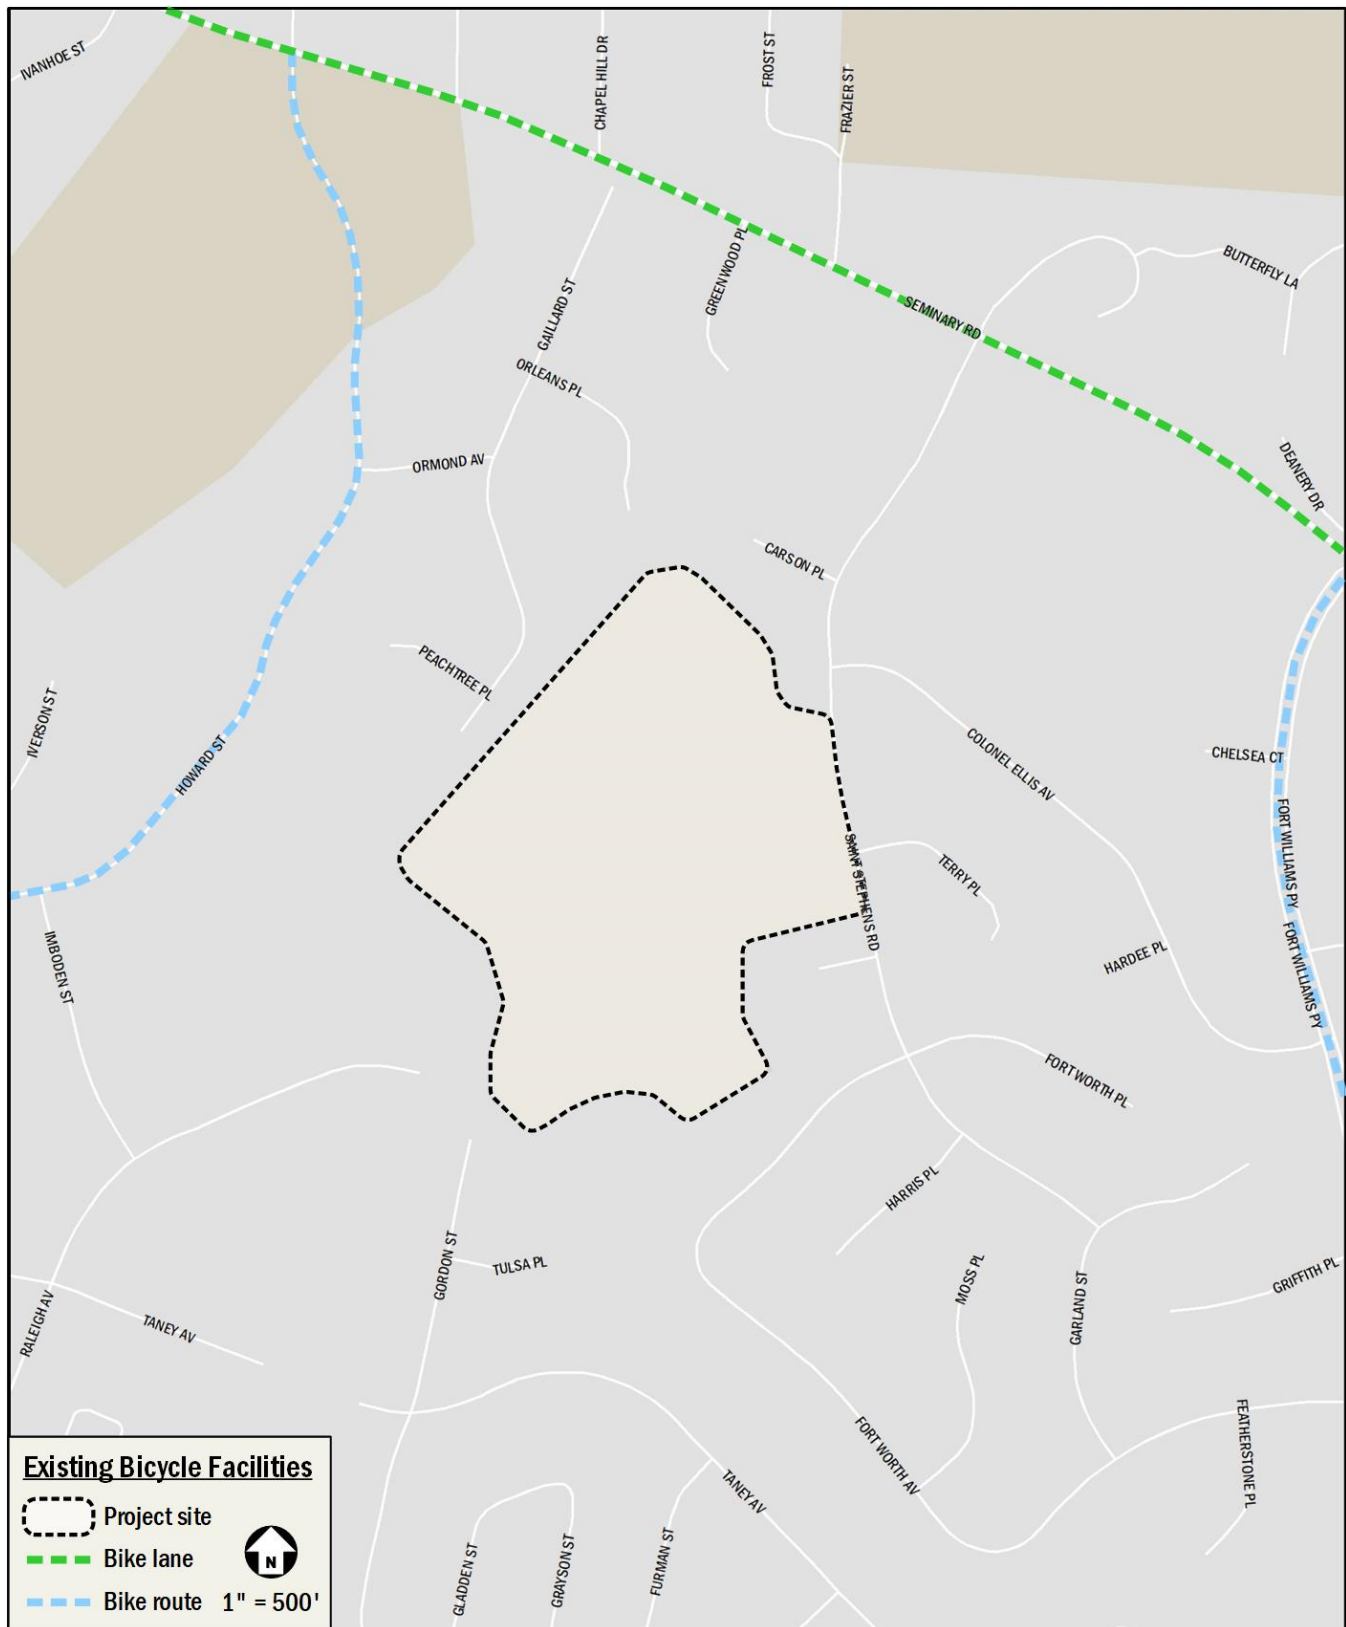 IVANHOE ST
CHAPEL HILL DR
FROST ST
FRAZIER ST
BUTTERFLY LA
GREENWOOD PL
GAILLARD ST
SEMINARY RD
ORLEANS PL
ORMOND AV
DEANERY DR
CARSON PL
PEACHTREE PL
IVERSON ST
HOWARD ST
COLONEL ELLIS AV
CHELSEA CT
FORT WILLIAMS PY
SAINT STEPHENS RD
TERRY PL
IMBODEN ST
HARDEE PL
FORT WILLIAMS PY
FORT WORTH PL
HARRIS PL
GORDON ST
TULSA PL
MOSS PL
GARLAND ST
GRIFFITH PL
RALEIGH AV
TANEY AV
FORT WORTH AV
FEATHERSTONE PL
TANEY AV
GLADDEN ST
GRAYSON ST
FURMAN ST
Existing Bicycle Facilities
Project site
Bike lane
N
Bike route 1" = 500'